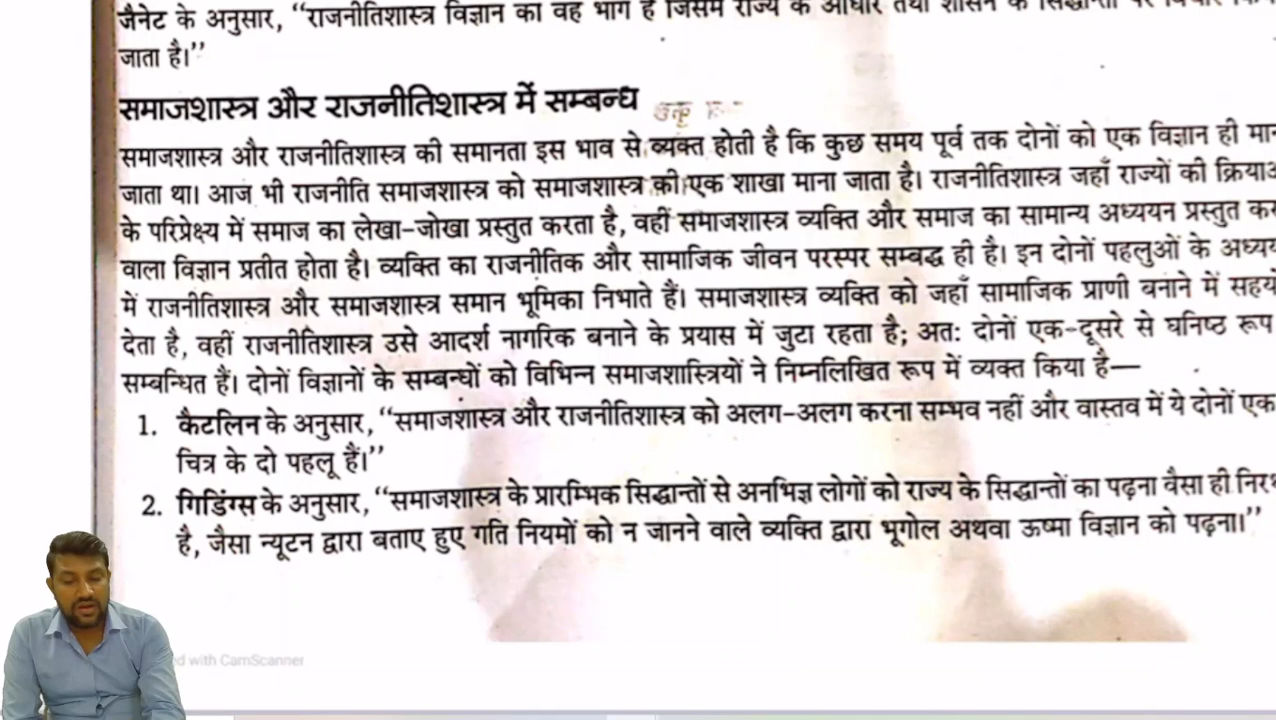 जैनेट के अनुसार, ‘‘राजनीतिशास्त्र विज्ञान का वह भाग है जिसमें राज्य के आधार तथा शासन के सिद्धान्तों पर विचार
जाता है।’’
समाजशास्त्र और राजनीतिशास्त्र में सम्बन्ध
समाजशास्त्र और राजनीतिशास्त्र की समानता इस भाव से व्यक्त होती है कि कुछ समय पूर्व तक दोनों को एक विज्ञान ही मान
जाता था। आज भी राजनीति समाजशास्त्र को समाजशास्त्र की एक शाखा माना जाता है। राजनीतिशास्त्र जहाँ राज्यों की क्रिया
के परिप्रेक्ष्य में समाज का लेखा-जोखा प्रस्तुत करता है, वहीं समाजशास्त्र व्यक्ति और समाज का सामान्य अध्ययन प्रस्तुत कर
वाला विज्ञान प्रतीत होता है। व्यक्ति का राजनीतिक और सामाजिक जीवन परस्पर सम्बद्ध ही है। इन दोनों पहलुओं के अध्यय
में राजनीतिशास्त्र और समाजशास्त्र समान भूमिका निभाते हैं। समाजशास्त्र व्यक्ति को जहाँ सामाजिक प्राणी बनाने में सहयो
देता है, वहीं राजनीतिशास्त्र उसे आदर्श नागरिक बनाने के प्रयास में जुटा रहता है; अत: दोनों एक-दूसरे से घनिष्ठ रूप
सम्बन्धित हैं। दोनों विज्ञानों के सम्बन्धों को विभिन्न समाजशास्त्रियों ने निम्नलिखित रूप में व्यक्त किया है—
1. कैटलिन के अनुसार, ‘‘समाजशास्त्र और राजनीतिशास्त्र को अलग-अलग करना सम्भव नहीं और वास्तव में ये दोनों एक
चित्र के दो पहलू हैं।’’
2. गिडिंग्स के अनुसार, ‘‘समाजशास्त्र के प्रारम्भिक सिद्धान्तों से अनभिज्ञ लोगों को राज्य के सिद्धान्तों का पढ़ना वैसा ही निर
है, जैसा न्यूटन द्वारा बताए हुए गति नियमों को न जानने वाले व्यक्ति द्वारा भूगोल अथवा ऊष्मा विज्ञान को पढ़ना।’’
with CamScanner